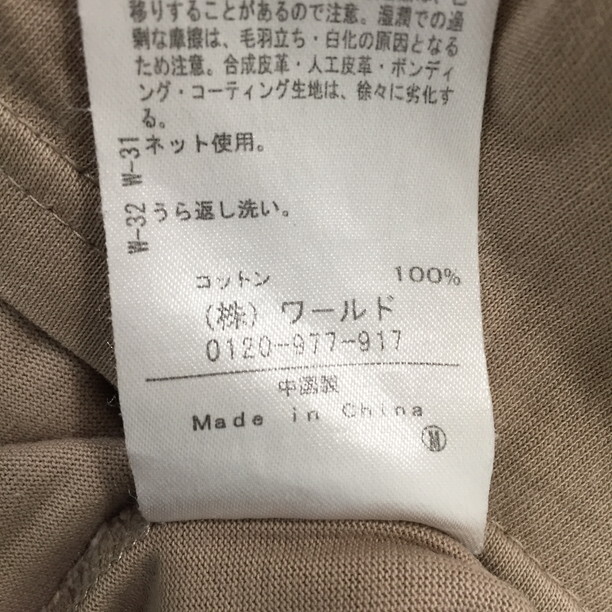 移りすることがあるので注意。湿潤での過
剰な摩擦は、毛羽立ち・白化の原因となる
ため注意。合成皮革・人工皮革・ボンディ
ング・コーティング生地は、徐々に劣化す
る。
W-31 ネット使用。
W-32 うら返し洗い。
コットン 100%
(株) ワールド
0120-977-917
中国製
Made in China
M